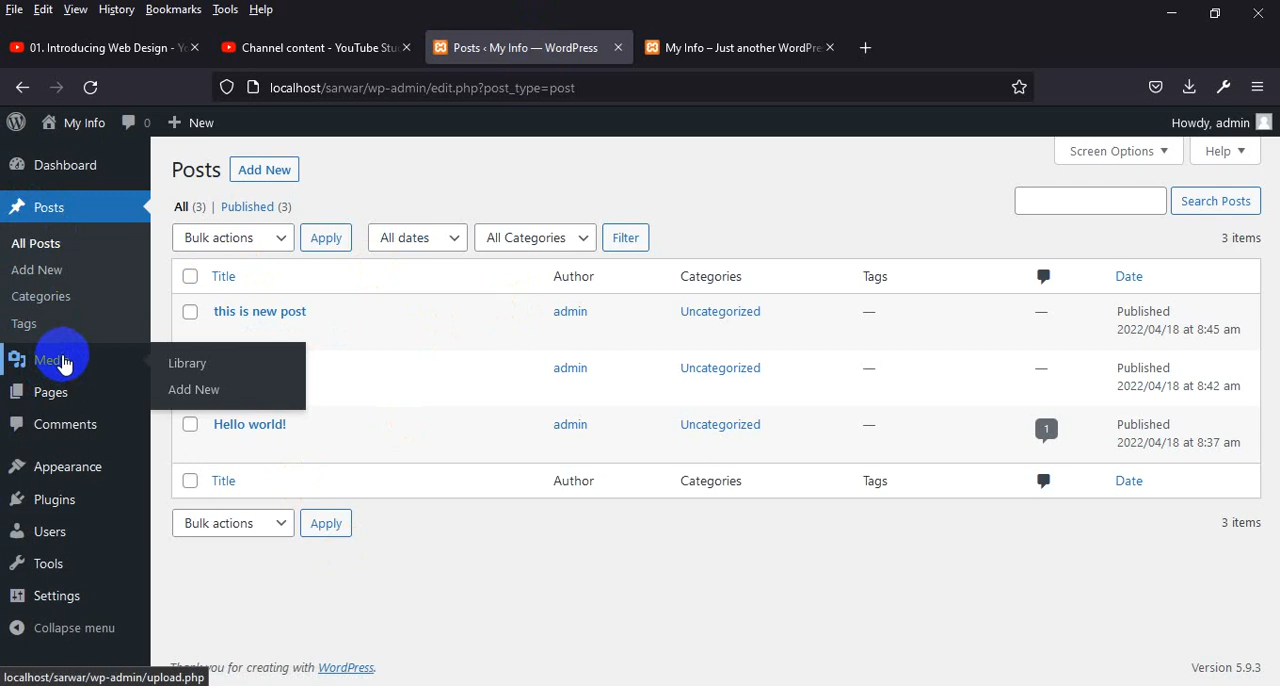 File Edit View History Bookmarks Tools Help
01. Introducing Web Design - Yo
Channel content - YouTube Stu
Posts ‹ My Info — WordPress
My Info – Just another WordPre
localhost/sarwar/wp-admin/edit.php?post_type=post
My Info 0 New Howdy, admin
Dashboard
Posts
All Posts
Add New
Categories
Tags
Media
Library
Add New
Pages
Comments
Appearance
Plugins
Users
Tools
Settings
Collapse menu
Screen Options Help
Posts Add New
All (3) | Published (3)
Search Posts
Bulk actions Apply All dates All Categories Filter 3 items
Title Author Categories Tags Date
this is new post admin Uncategorized — — Published
2022/04/18 at 8:45 am
admin Uncategorized — — Published
2022/04/18 at 8:42 am
Hello world! admin Uncategorized — 1 Published
2022/04/18 at 8:37 am
Title Author Categories Tags Date
Bulk actions Apply 3 items
Thank you for creating with WordPress. Version 5.9.3
localhost/sarwar/wp-admin/upload.php